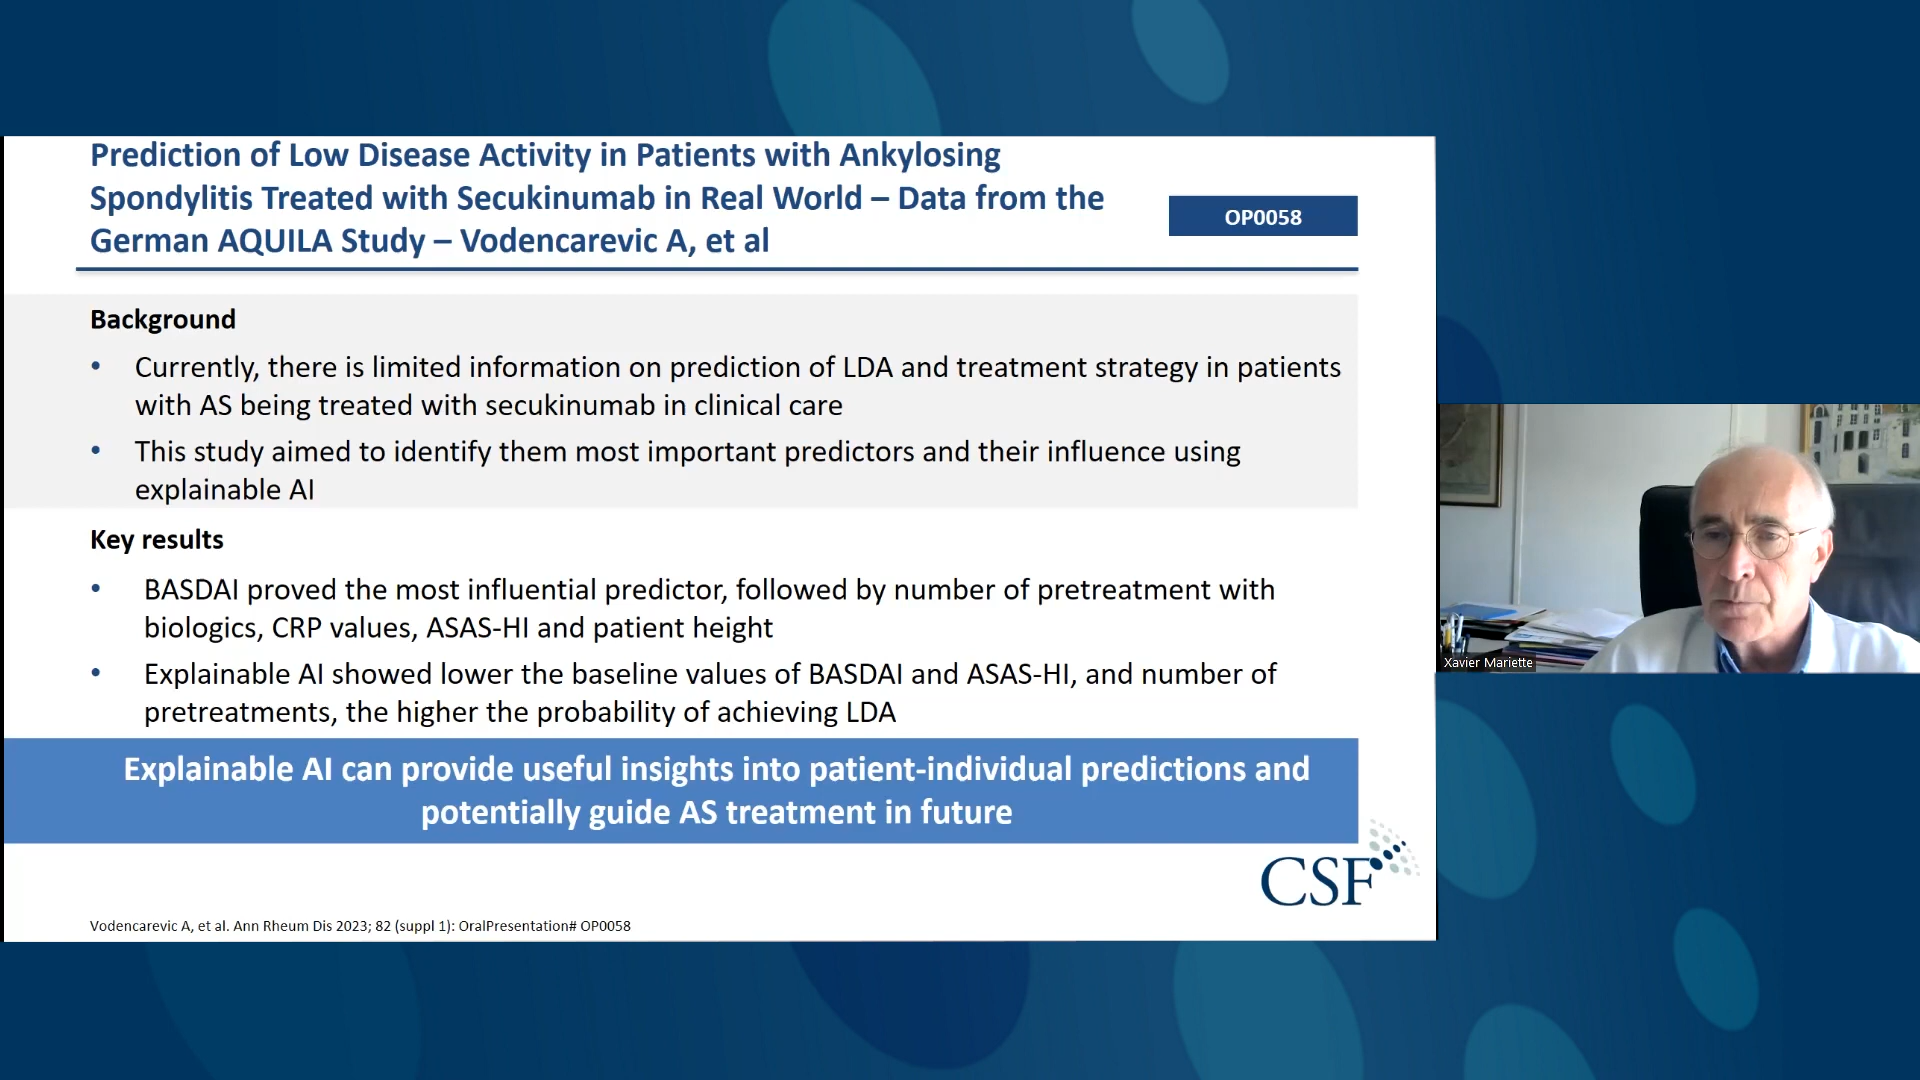 Prediction of Low Disease Activity in Patients with Ankylosing
Spondylitis Treated with Secukinumab in Real World – Data from the
German AQUILA Study – Vodencarevic A, et al
OP0058
Background
• Currently, there is limited information on prediction of LDA and treatment strategy in patients
with AS being treated with secukinumab in clinical care
• This study aimed to identify them most important predictors and their influence using
explainable AI
Key results
• BASDAI proved the most influential predictor, followed by number of pretreatment with
biologics, CRP values, ASAS-HI and patient height
• Explainable AI showed lower the baseline values of BASDAI and ASAS-HI, and number of
pretreatments, the higher the probability of achieving LDA
Explainable AI can provide useful insights into patient-individual predictions and
potentially guide AS treatment in future
CSF
Vodencarevic A, et al. Ann Rheum Dis 2023; 82 (suppl 1): OralPresentation# OP0058
Xavier Mariette